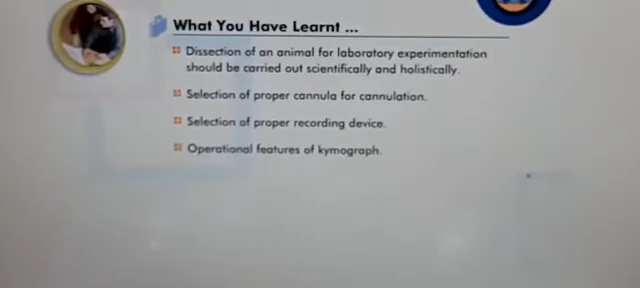 What You Have Learnt ...
Dissection of an animal for laboratory experimentation
should be carried out scientifically and holistically.
Selection of proper cannula for cannulation.
Selection of proper recording device.
Operational features of kymograph.